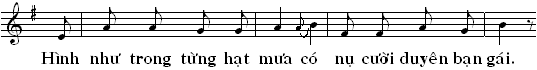 Hình như trong từng hạt mưa có nụ cười duyên bạn gái.